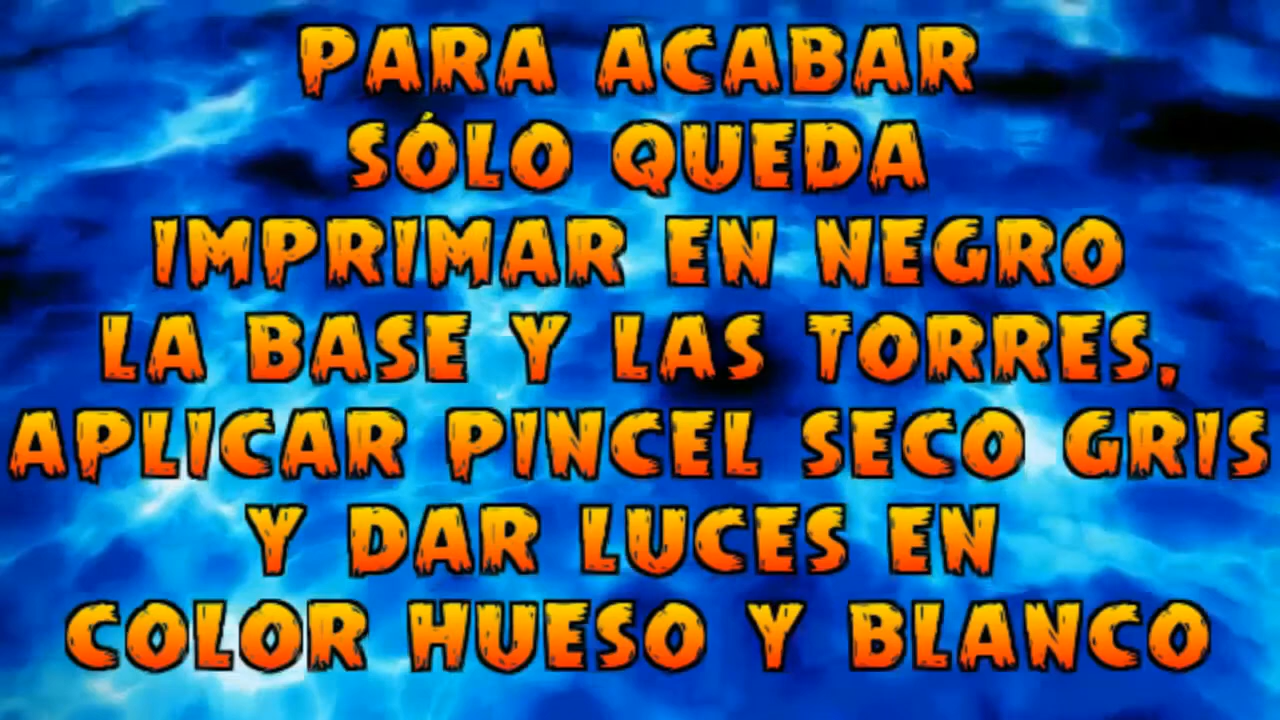 PARA ACABAR
SÓLO QUEDA
IMPRIMAR EN NEGRO
LA BASE Y LAS TORRES,
APLICAR PINCEL SECO GRIS
Y DAR LUCES EN
COLOR HUESO Y BLANCO